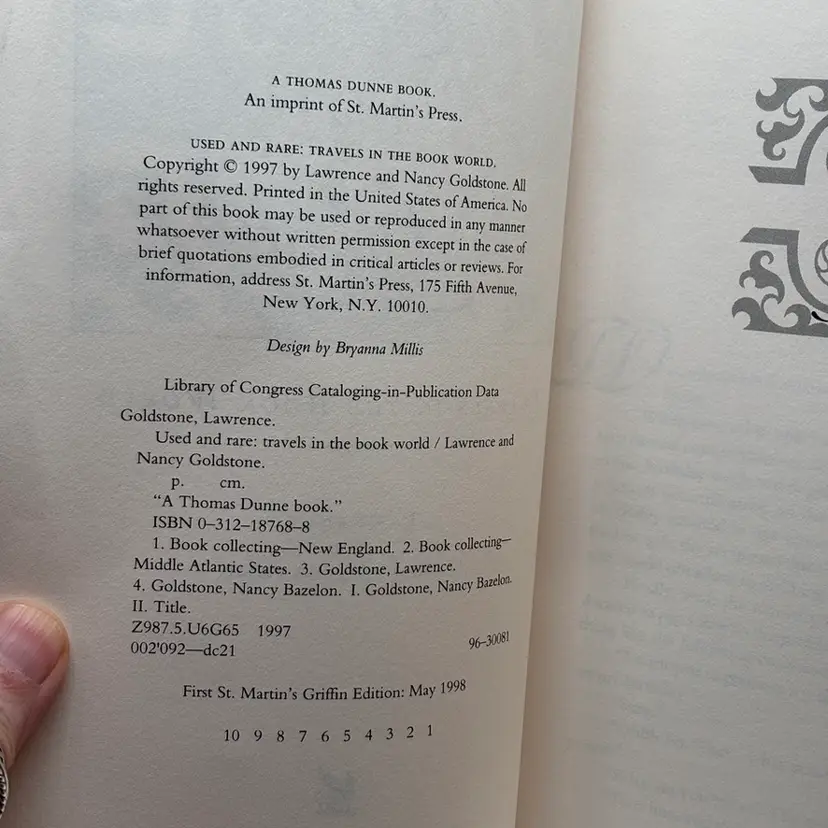 A THOMAS DUNNE BOOK.
An imprint of St. Martin's Press.
USED AND RARE: TRAVELS IN THE BOOK WORLD.
Copyright © 1997 by Lawrence and Nancy Goldstone. All
rights reserved. Printed in the United States of America. No
part of this book may be used or reproduced in any manner
whatsoever without written permission except in the case of
brief quotations embodied in critical articles or reviews. For
information, address St. Martin's Press, 175 Fifth Avenue,
New York, N.Y. 10010.
Design by Bryanna Millis
Library of Congress Cataloging-in-Publication Data
Goldstone, Lawrence.
Used and rare: travels in the book world / Lawrence and
Nancy Goldstone.
p. cm.
"A Thomas Dunne book."
ISBN 0–312–18768–8
1. Book collecting—New England. 2. Book collecting—
Middle Atlantic States. 3. Goldstone, Lawrence.
4. Goldstone, Nancy Bazelon. I. Goldstone, Nancy Bazelon.
II. Title.
Z987.5.U6G65 1997
002'092—dc21 96–30081
First St. Martin's Griffin Edition: May 1998
10 9 8 7 6 5 4 3 2 1